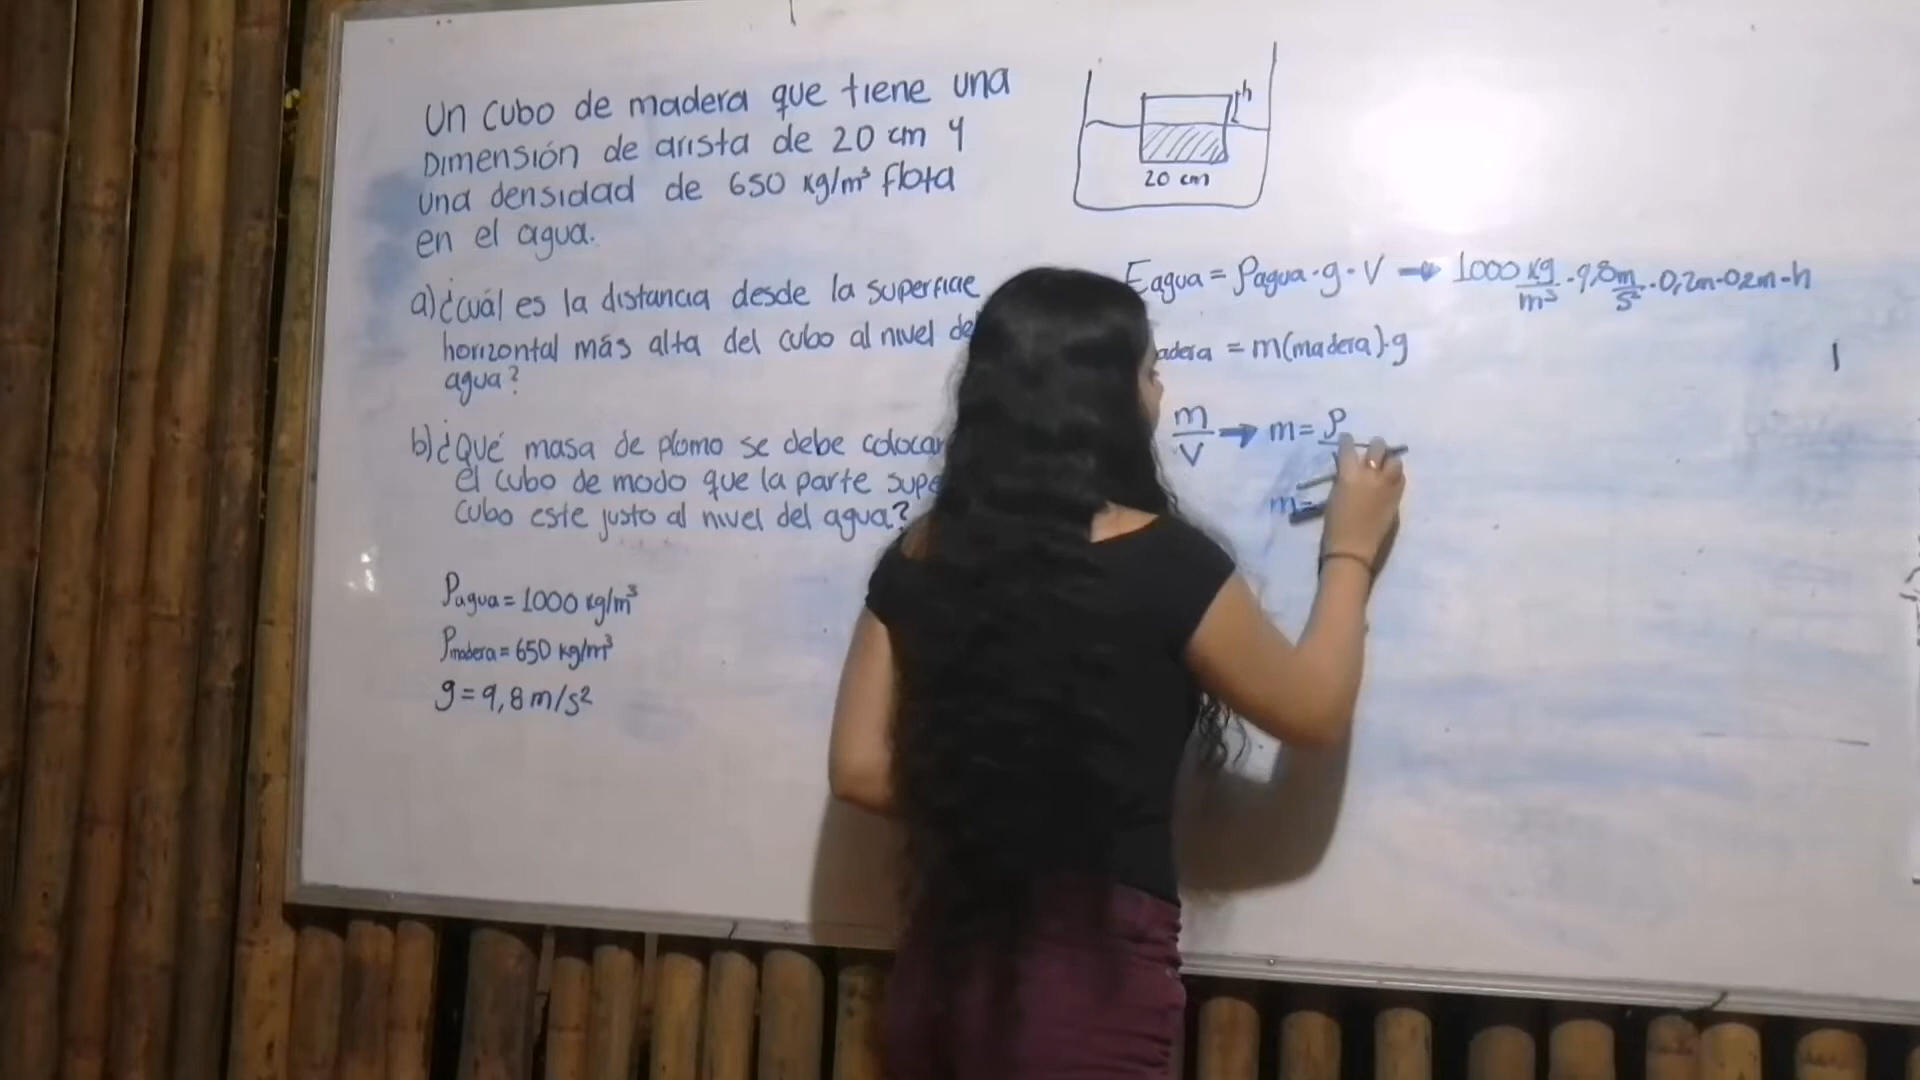 Un cubo de madera que tiene una
Dimensión de arista de 20 cm y
una densidad de 650 kg/m³ flota
en el agua.
a) ¿cuál es la distancia desde la superficie
horizontal más alta del cubo al nivel de
agua?
b) ¿Qué masa de plomo se debe colocar
el cubo de modo que la parte supe
cubo este justo al nivel del agua?
ρagua = 1000 kg/m³
ρmadera = 650 kg/m³
g = 9,8 m/s²
h
20 cm
Eagua = ρagua · g · V → 1000 kg/m³ · 9,8 m/s² · 0,2m · 0,2m · h
adera = m(madera) · g
m/V → m = ρ
m =